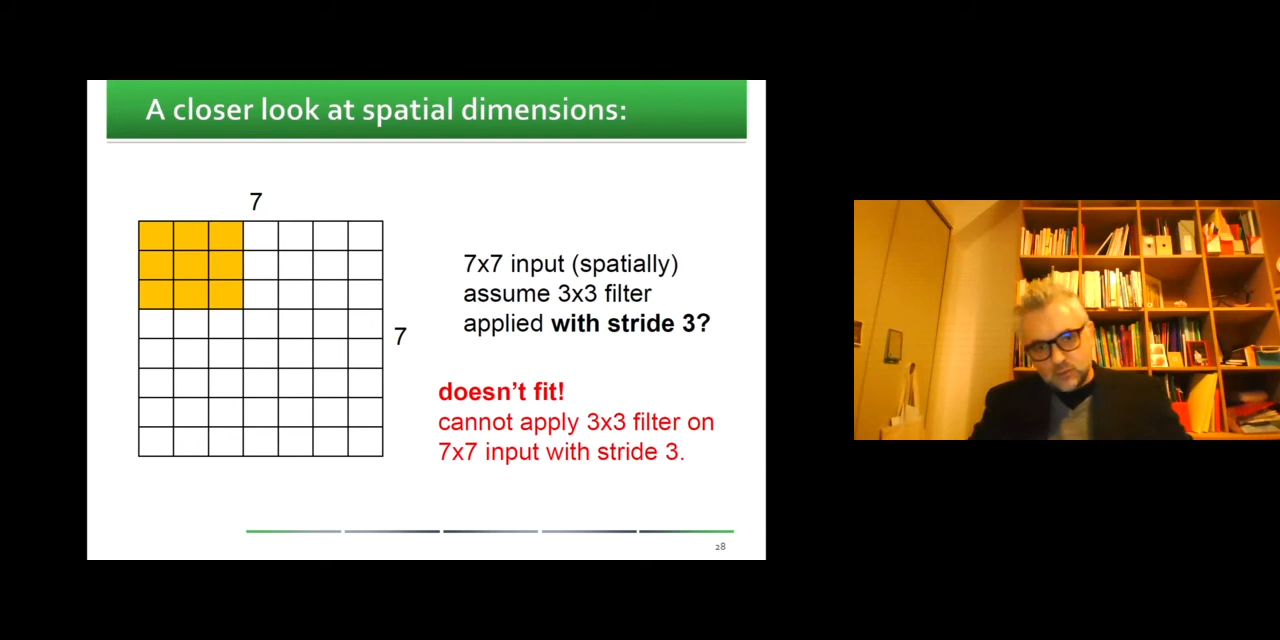 A closer look at spatial dimensions:
7
7x7 input (spatially)
assume 3x3 filter
applied with stride 3?
7
doesn't fit!
cannot apply 3x3 filter on
7x7 input with stride 3.
28